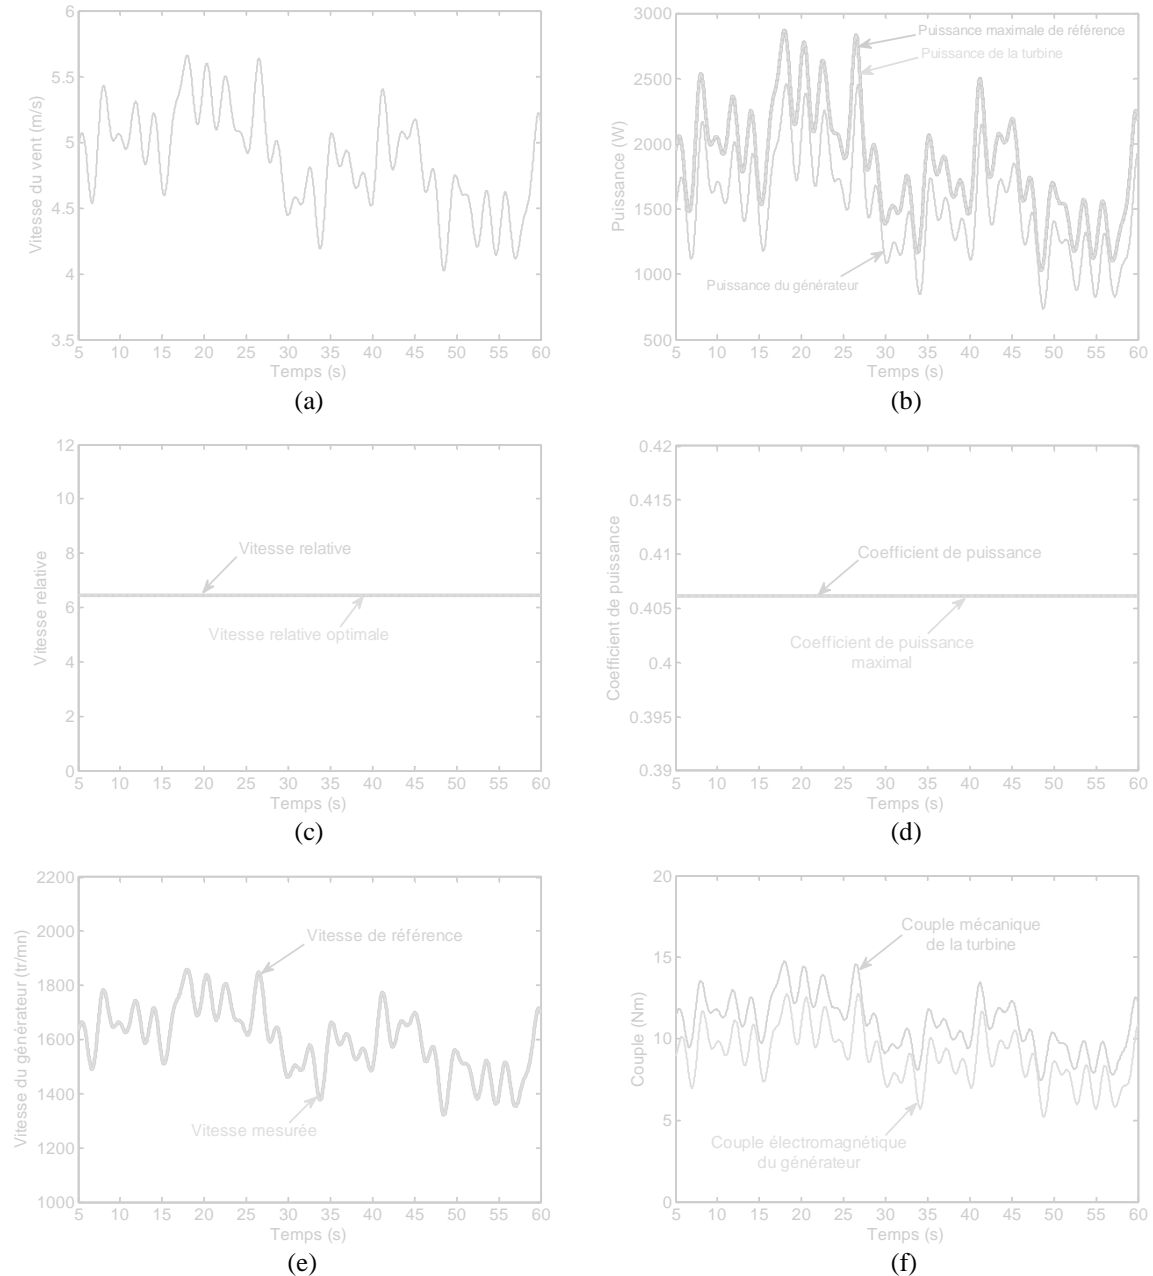 6
5.5
5
4.5
4
3.5
Vitesse du vent (m/s)
5 10 15 20 25 30 35 40 45 50 55 60
Temps (s)
(a)
3000
2500
2000
1500
1000
500
Puissance (W)
Puissance maximale de référence
Puissance de la turbine
Puissance du générateur
5 10 15 20 25 30 35 40 45 50 55 60
Temps (s)
(b)
12
10
8
6
4
2
0
Vitesse relative
Vitesse relative
Vitesse relative optimale
5 10 15 20 25 30 35 40 45 50 55 60
Temps (s)
(c)
0.42
0.415
0.41
0.405
0.4
0.395
0.39
Coefficient de puissance
Coefficient de puissance
Coefficient de puissance
maximal
5 10 15 20 25 30 35 40 45 50 55 60
Temps (s)
(d)
2200
2000
1800
1600
1400
1200
1000
Vitesse du générateur (tr/mn)
Vitesse de référence
Vitesse mesurée
5 10 15 20 25 30 35 40 45 50 55 60
Temps (s)
(e)
20
15
10
5
0
Couple (Nm)
Couple mécanique
de la turbine
Couple électromagnétique
du générateur
5 10 15 20 25 30 35 40 45 50 55 60
Temps (s)
(f)